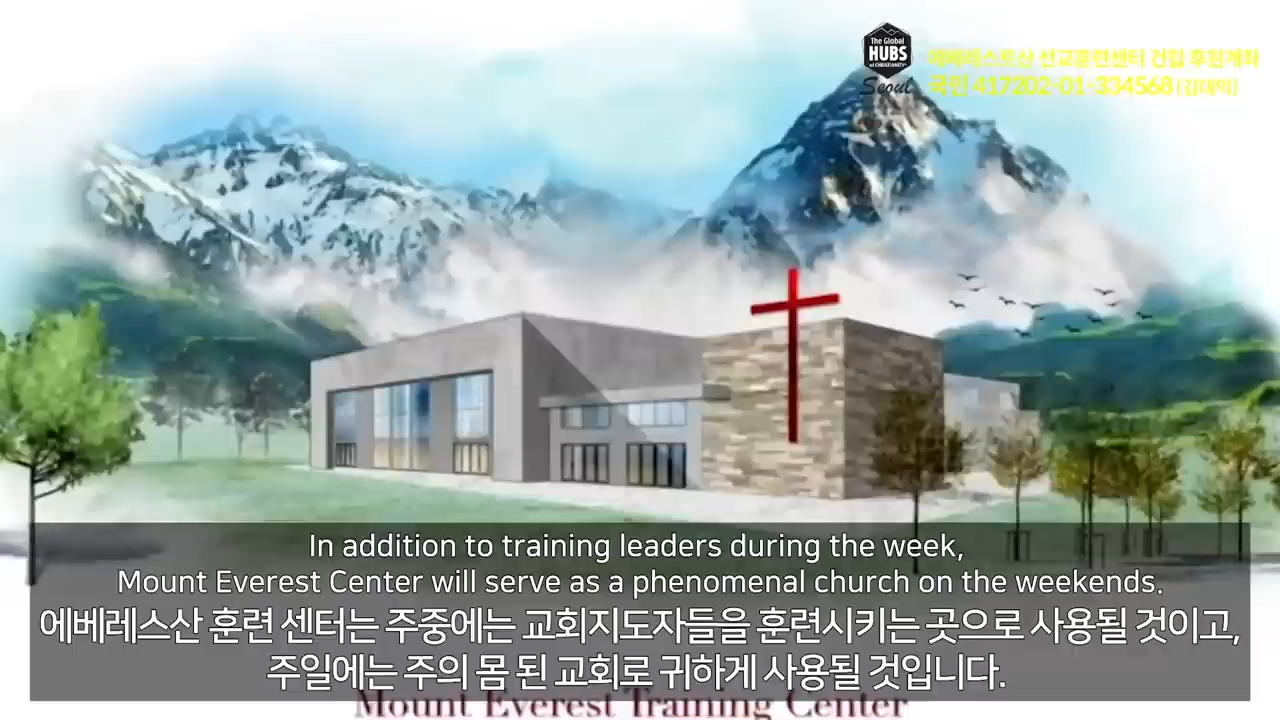 The Global
HUBS
of CHRISTIANITY
Seoul
에베레스트산 선교훈련센터 건립 후원계좌
국민 417202-01-334568 (김대억)
In addition to training leaders during the week,
Mount Everest Center will serve as a phenomenal church on the weekends.
에베레스산 훈련 센터는 주중에는 교회지도자들을 훈련시키는 곳으로 사용될 것이고,
주일에는 주의 몸 된 교회로 귀하게 사용될 것입니다.
Mount Everest Training Center